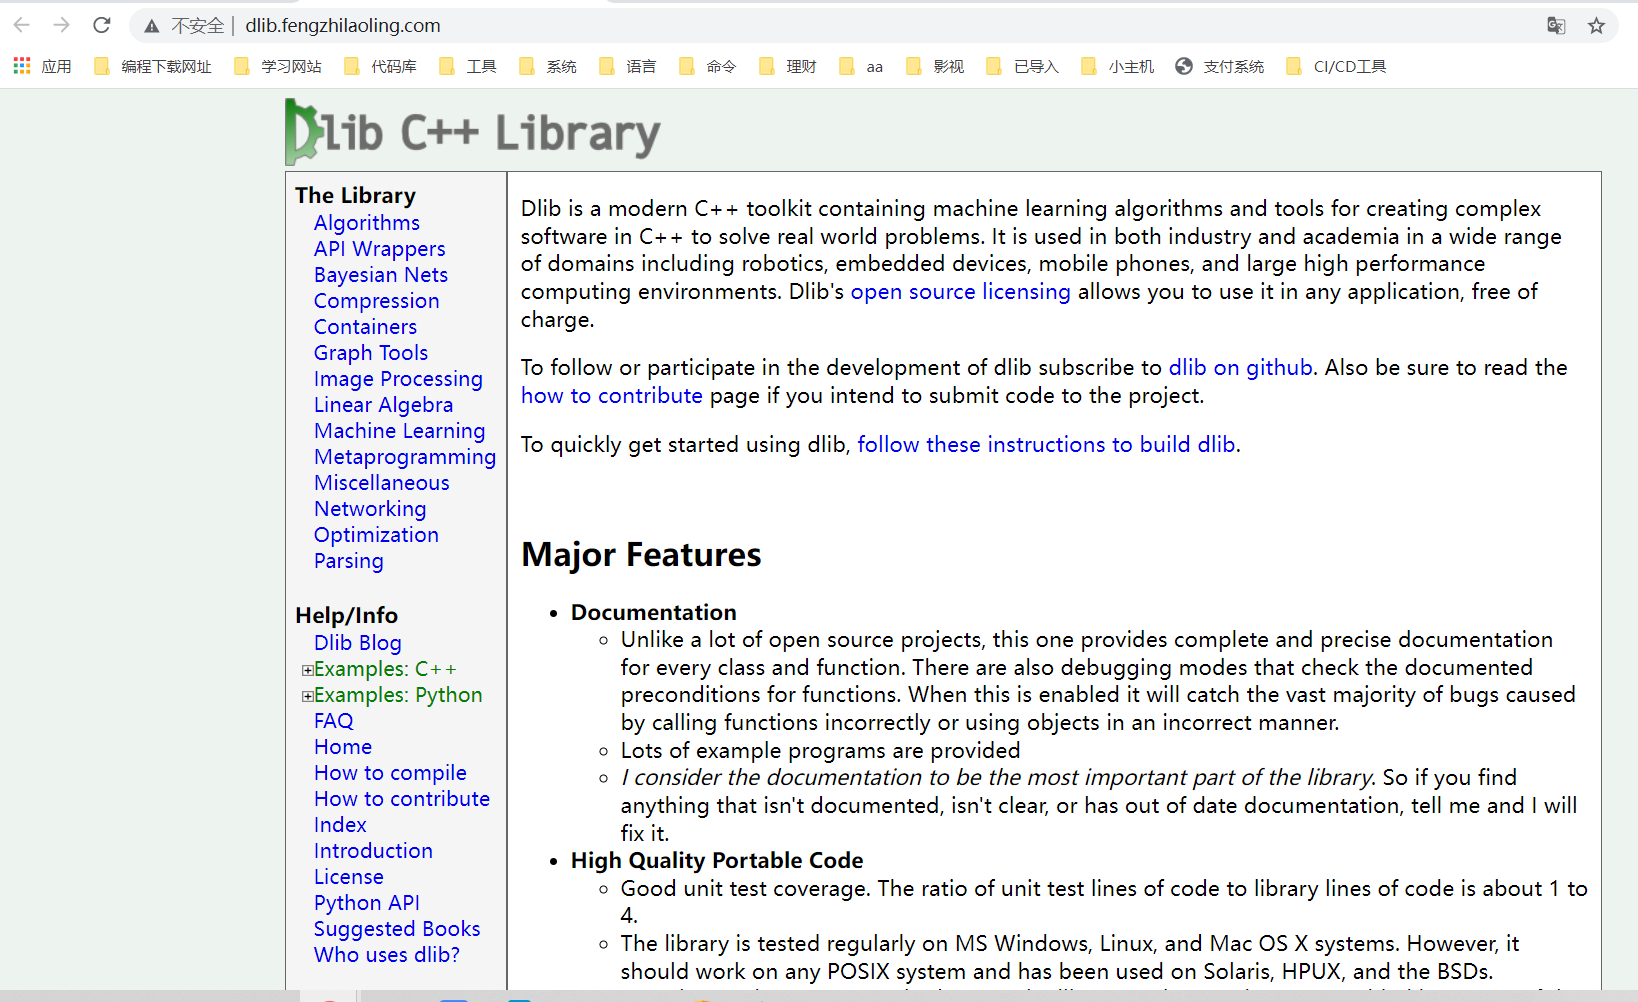 不安全 | dlib.fengzhilaoling.com
应用 编程下载网址 学习网站 代码库 工具 系统 语言 命令 理财 aa 影视 已导入 小主机 支付系统 CI/CD工具
Dlib C++ Library
The Library
Algorithms
API Wrappers
Bayesian Nets
Compression
Containers
Graph Tools
Image Processing
Linear Algebra
Machine Learning
Metaprogramming
Miscellaneous
Networking
Optimization
Parsing
Help/Info
Dlib Blog
Examples: C++
Examples: Python
FAQ
Home
How to compile
How to contribute
Index
Introduction
License
Python API
Suggested Books
Who uses dlib?
Dlib is a modern C++ toolkit containing machine learning algorithms and tools for creating complex
software in C++ to solve real world problems. It is used in both industry and academia in a wide range
of domains including robotics, embedded devices, mobile phones, and large high performance
computing environments. Dlib's open source licensing allows you to use it in any application, free of
charge.
To follow or participate in the development of dlib subscribe to dlib on github. Also be sure to read the
how to contribute page if you intend to submit code to the project.
To quickly get started using dlib, follow these instructions to build dlib.
Major Features
• Documentation
◦ Unlike a lot of open source projects, this one provides complete and precise documentation
for every class and function. There are also debugging modes that check the documented
preconditions for functions. When this is enabled it will catch the vast majority of bugs caused
by calling functions incorrectly or using objects in an incorrect manner.
◦ Lots of example programs are provided
◦ I consider the documentation to be the most important part of the library. So if you find
anything that isn't documented, isn't clear, or has out of date documentation, tell me and I will
fix it.
• High Quality Portable Code
◦ Good unit test coverage. The ratio of unit test lines of code to library lines of code is about 1 to
4.
◦ The library is tested regularly on MS Windows, Linux, and Mac OS X systems. However, it
should work on any POSIX system and has been used on Solaris, HPUX, and the BSDs.